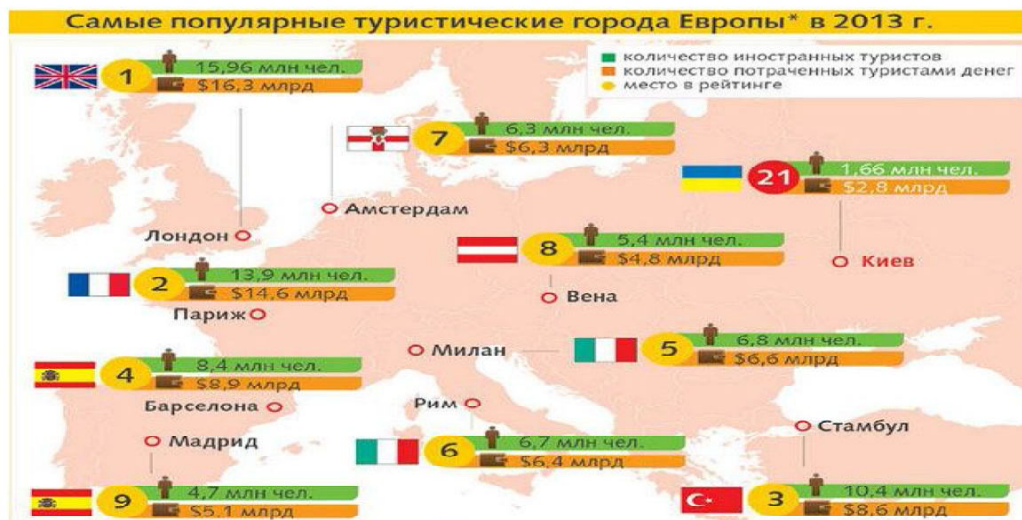 Самые популярные туристические города Европы* в 2013 г.
количество иностранных туристов
количество потраченных туристами денег
место в рейтинге
1
15,96 млн чел.
$16,3 млрд
7
6,3 млн чел.
$6,3 млрд
21
1,66 млн чел.
$2,8 млрд
Амстердам
Лондон
8
5,4 млн чел.
$4,8 млрд
Киев
2
13,9 млн чел.
$14,6 млрд
Вена
Париж
Милан
5
6,8 млн чел.
$6,6 млрд
4
8,4 млн чел.
$8,9 млрд
Барселона
Рим
Стамбул
Мадрид
6
6,7 млн чел.
$6,4 млрд
9
4,7 млн чел.
$5,1 млрд
3
10,4 млн чел.
$8,6 млрд